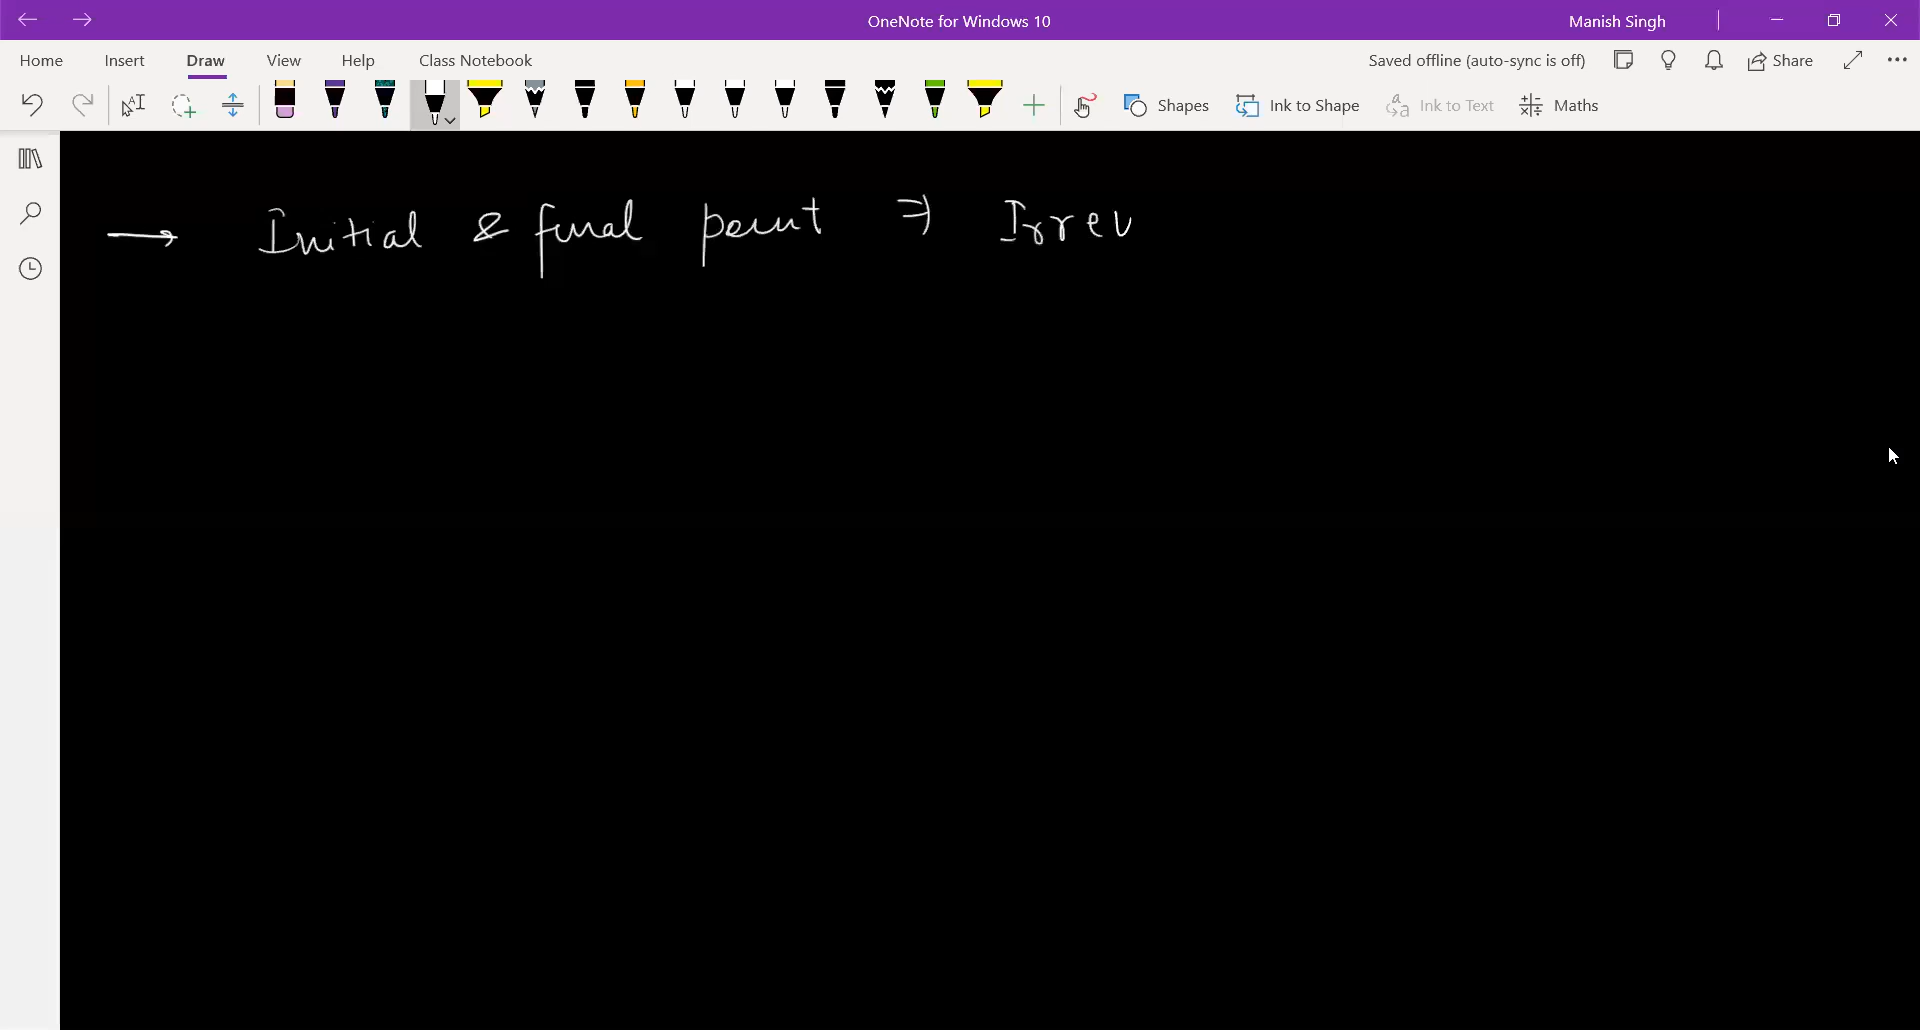 OneNote for Windows 10
Manish Singh
Home Insert Draw View Help Class Notebook
Saved offline (auto-sync is off) Share
Shapes Ink to Shape Ink to Text Maths
→ Initial & final point ⇒ Irrev